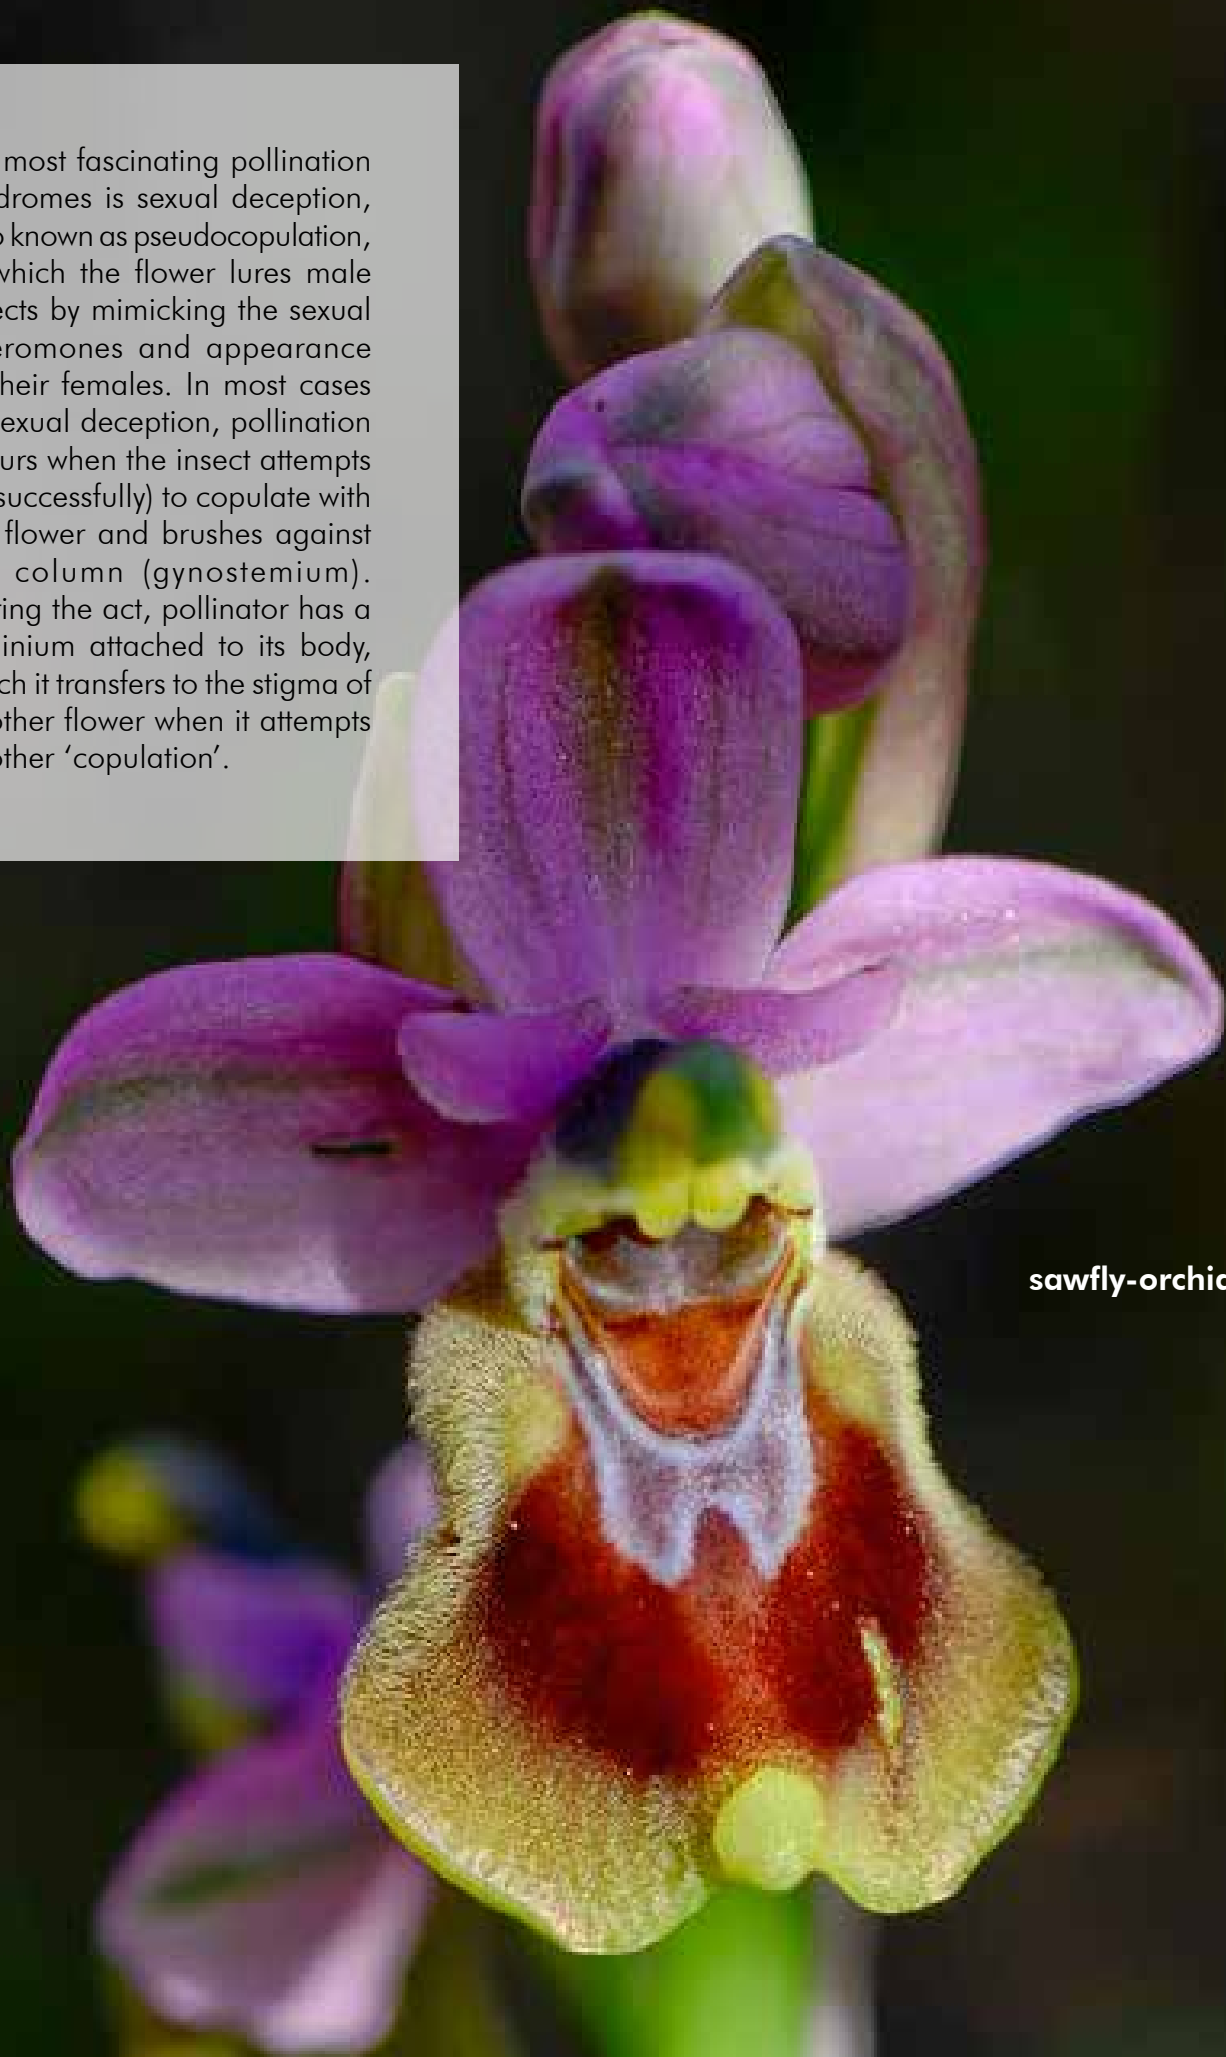 most fascinating pollination
dromes is sexual deception,
o known as pseudocopulation,
which the flower lures male
ects by mimicking the sexual
eromones and appearance
heir females. In most cases
exual deception, pollination
urs when the insect attempts
successfully) to copulate with
flower and brushes against
column (gynostemium).
ring the act, pollinator has a
inium attached to its body,
ch it transfers to the stigma of
other flower when it attempts
other ‘copulation’.
sawfly-orchid